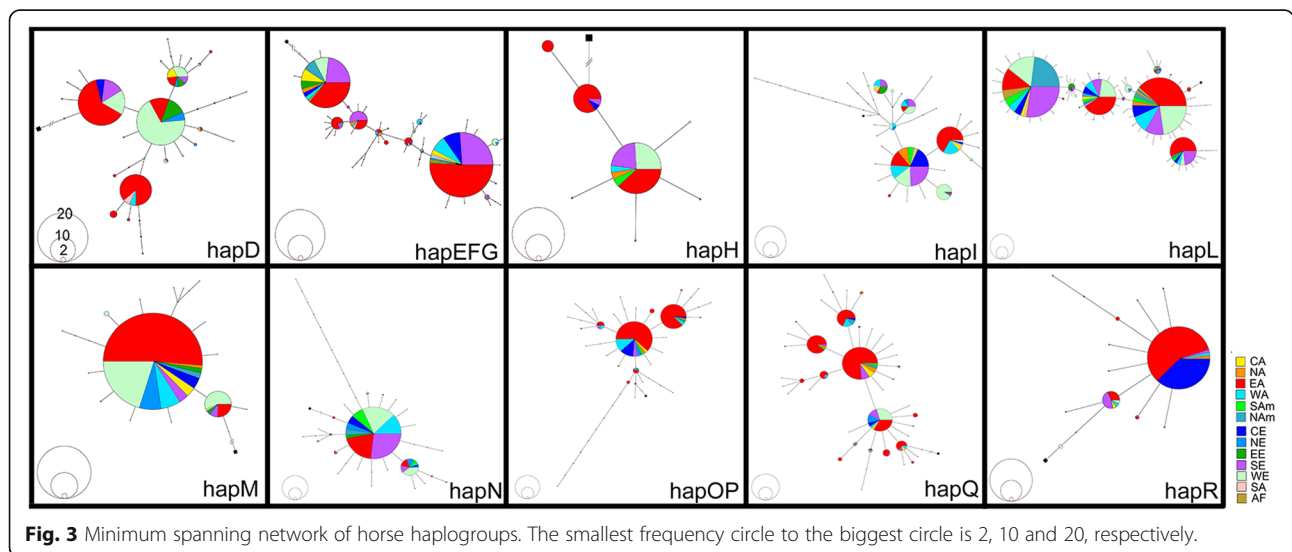 20
10
2
hapD
hapEFG
hapH
hapI
hapL
hapM
hapN
hapOP
hapQ
hapR
CA
NA
EA
WA
SAm
NAm
CE
NE
EE
SE
WE
SA
AF
Fig. 3 Minimum spanning network of horse haplogroups. The smallest frequency circle to the biggest circle is 2, 10 and 20, respectively.